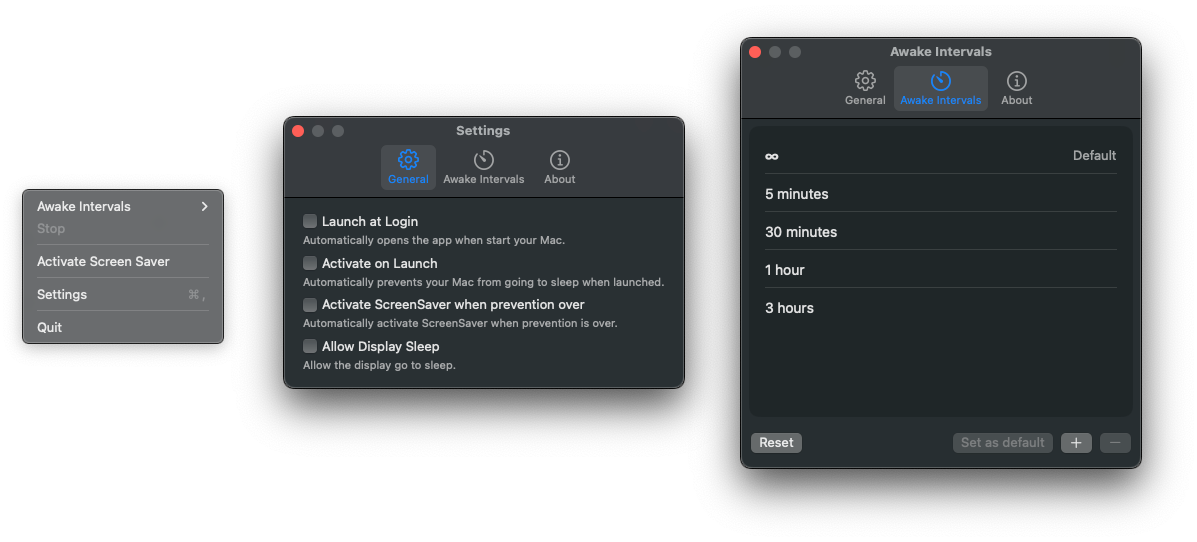 Awake Intervals
Stop
Activate Screen Saver
Settings ⌘,
Quit
Settings
General Awake Intervals About
Launch at Login
Automatically opens the app when start your Mac.
Activate on Launch
Automatically prevents your Mac from going to sleep when launched.
Activate ScreenSaver when prevention over
Automatically activate ScreenSaver when prevention is over.
Allow Display Sleep
Allow the display go to sleep.
Awake Intervals
General Awake Intervals About
∞ Default
5 minutes
30 minutes
1 hour
3 hours
Reset Set as default + −